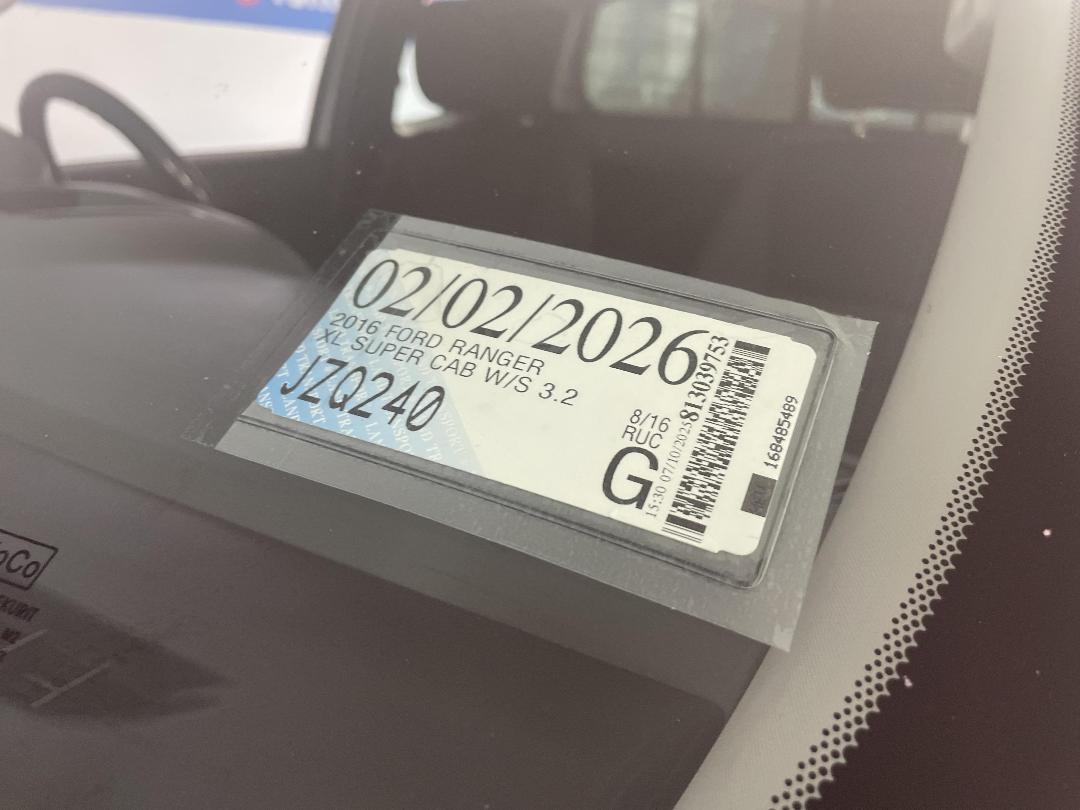 02/02/2026
2016 FORD RANGER
XL SUPER CAB W/S 3.2
JZQ240
8/16
RUC
G
15:30 07/10/2025
813039753
168485489